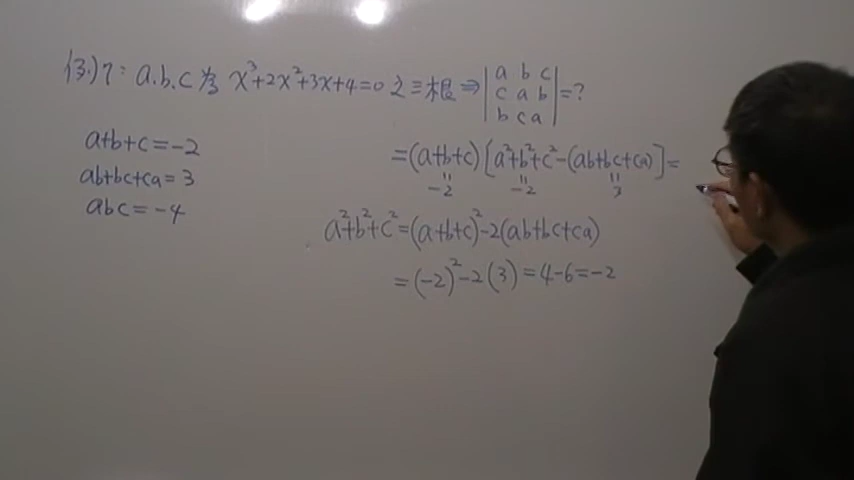 例7: a.b.c為 x³+2x²+3x+4=0之三根⇒|a b c|=?
c a b
b c a
a+b+c=-2
ab+bc+ca=3
abc=-4
=(a+b+c)[a²+b²+c²-(ab+bc+ca)]=
-2 -2 3
a²+b²+c²=(a+b+c)²-2(ab+bc+ca)
=(-2)²-2(3)=4-6=-2